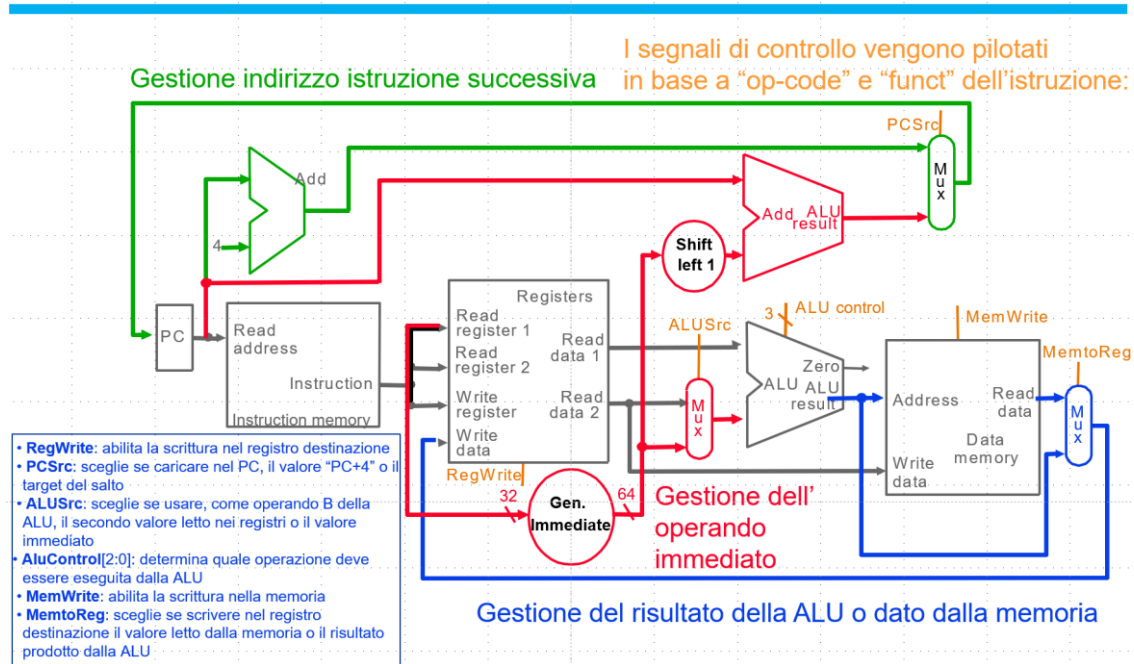 I segnali di controllo vengono pilotati
in base a “op-code” e “funct” dell’istruzione:
Gestione indirizzo istruzione successiva
PCSrc
Mux
Add
4
Add ALU result
Shift
left 1
PC
Read
address
Instruction
Instruction memory
Registers
Read
register 1
Read
register 2
Write
register
Write
data
Read
data 1
Read
data 2
RegWrite
ALUSrc
Mux
3
ALU control
Zero
ALU ALU
result
MemWrite
Address
Read
data
Data
memory
Write
data
MemtoReg
Mux
32
Gen.
Immediate
64
Gestione dell’
operando
immediato
Gestione del risultato della ALU o dato dalla memoria
• RegWrite: abilita la scrittura nel registro destinazione
• PCSrc: sceglie se caricare nel PC, il valore “PC+4” o il
target del salto
• ALUSrc: sceglie se usare, come operando B della
ALU, il secondo valore letto nei registri o il valore
immediato
• AluControl[2:0]: determina quale operazione deve
essere eseguita dalla ALU
• MemWrite: abilita la scrittura nella memoria
• MemtoReg: sceglie se scrivere nel registro
destinazione il valore letto dalla memoria o il risultato
prodotto dalla ALU